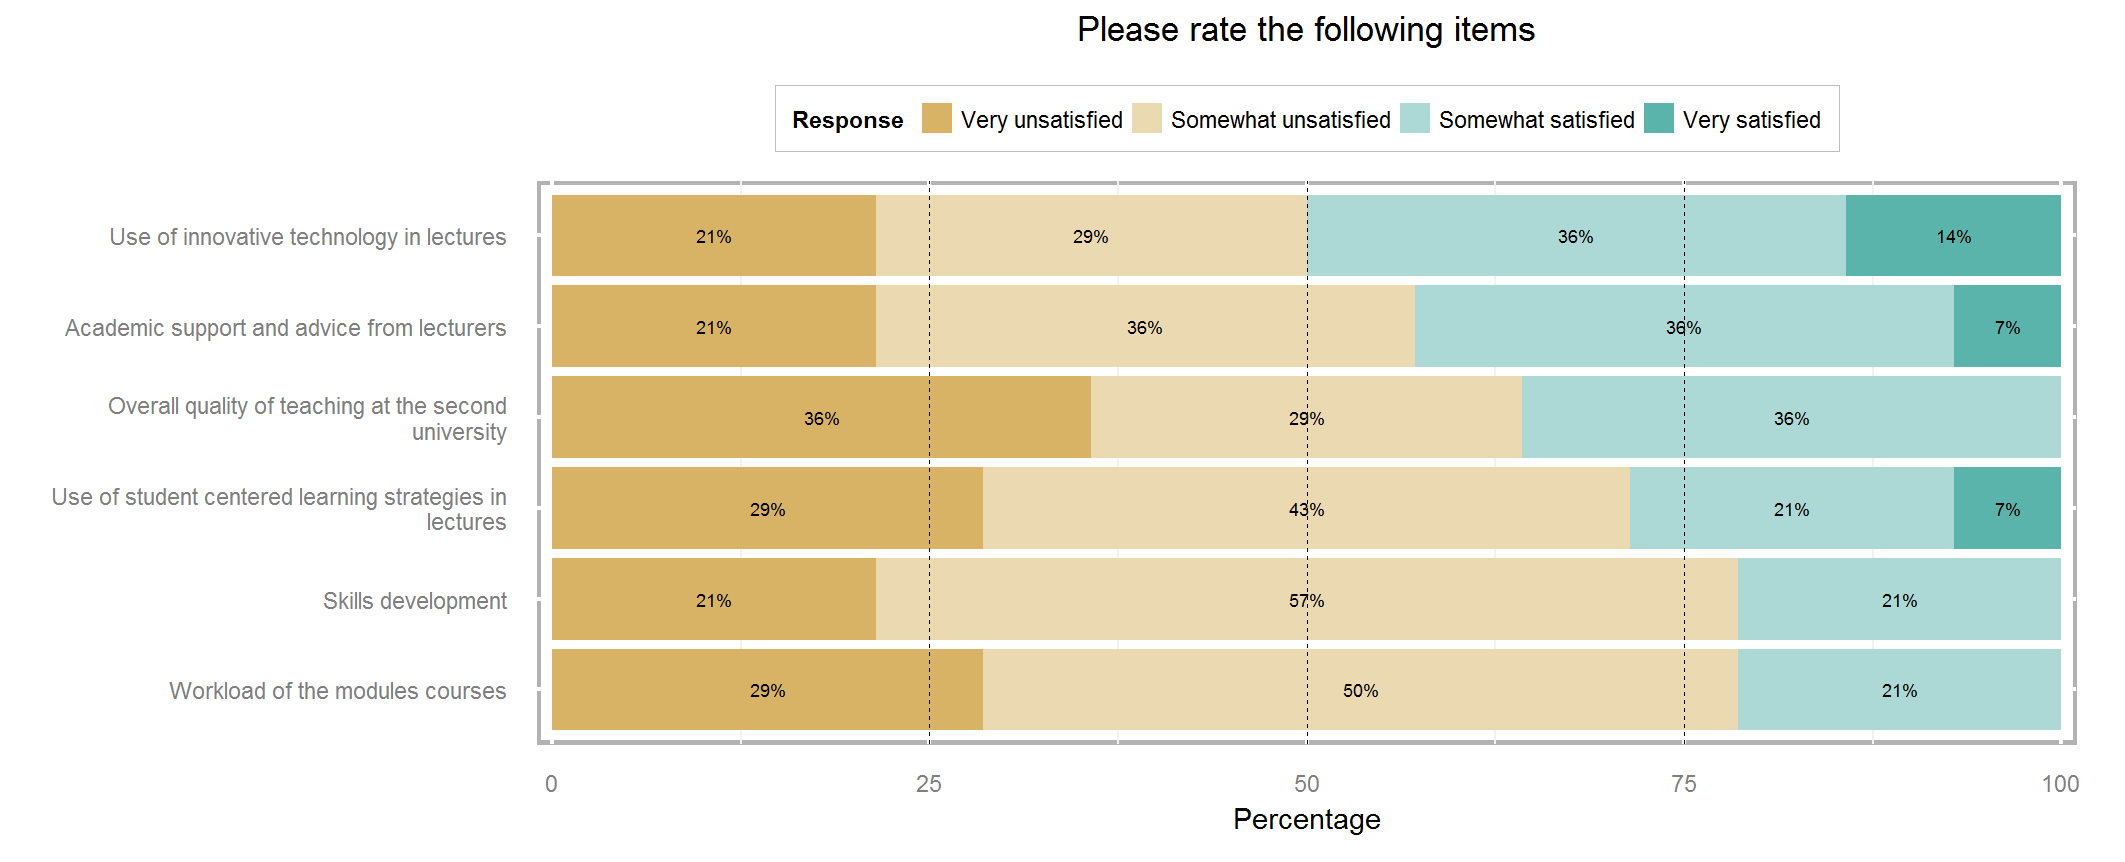 Please rate the following items
Response Very unsatisfied Somewhat unsatisfied Somewhat satisfied Very satisfied
Use of innovative technology in lectures 21% 29% 36% 14%
Academic support and advice from lecturers 21% 36% 36% 7%
Overall quality of teaching at the second
university
36% 29% 36%
Use of student centered learning strategies in
lectures
29% 43% 21% 7%
Skills development 21% 57% 21%
Workload of the modules courses 29% 50% 21%
0 25 50 75 100
Percentage